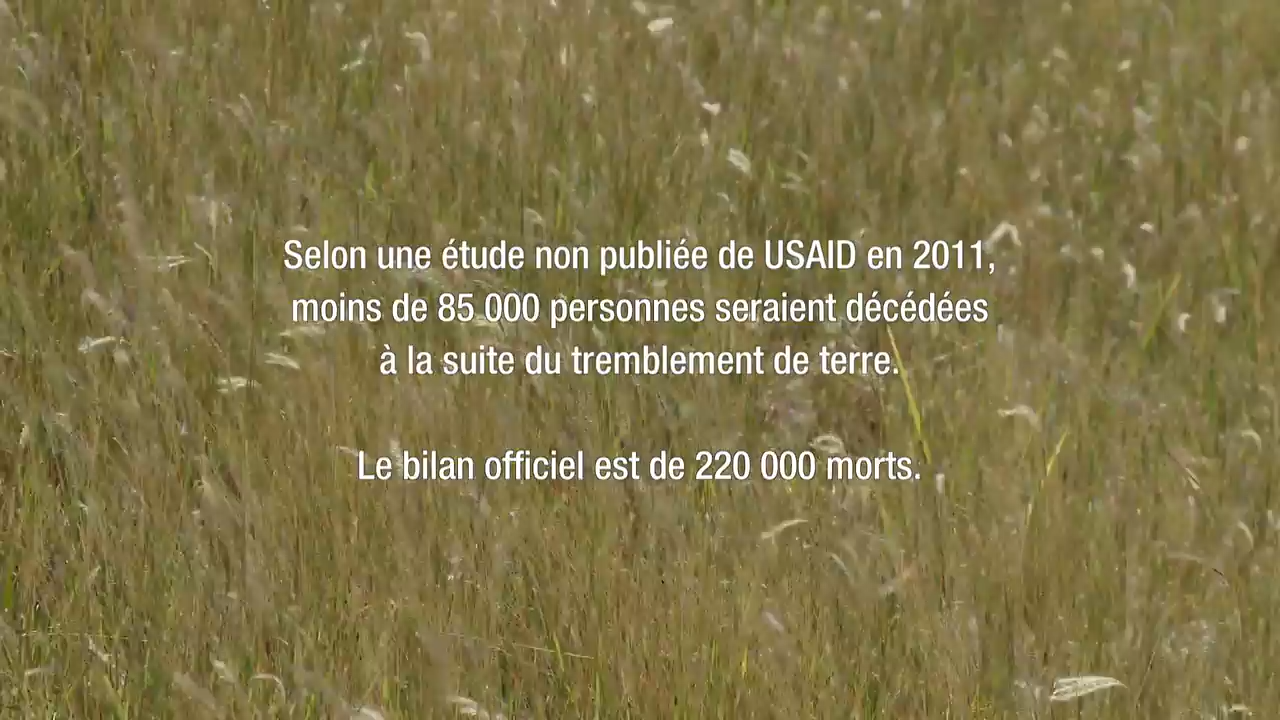 Selon une étude non publiée de USAID en 2011,
moins de 85 000 personnes seraient décédées
à la suite du tremblement de terre.
Le bilan officiel est de 220 000 morts.